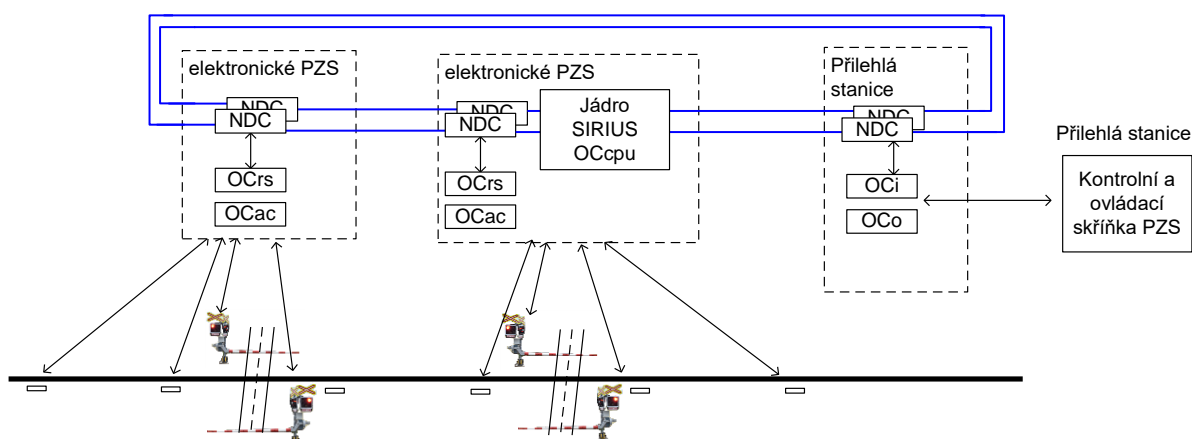 elektronické PZS
NDC
NDC
OCrs
OCac
elektronické PZS
NDC
NDC
Jádro
SIRIUS
OCcpu
OCrs
OCac
Přilehlá
stanice
NDC
NDC
OCi
OCo
Přilehlá stanice
Kontrolní a
ovládací
skříňka PZS